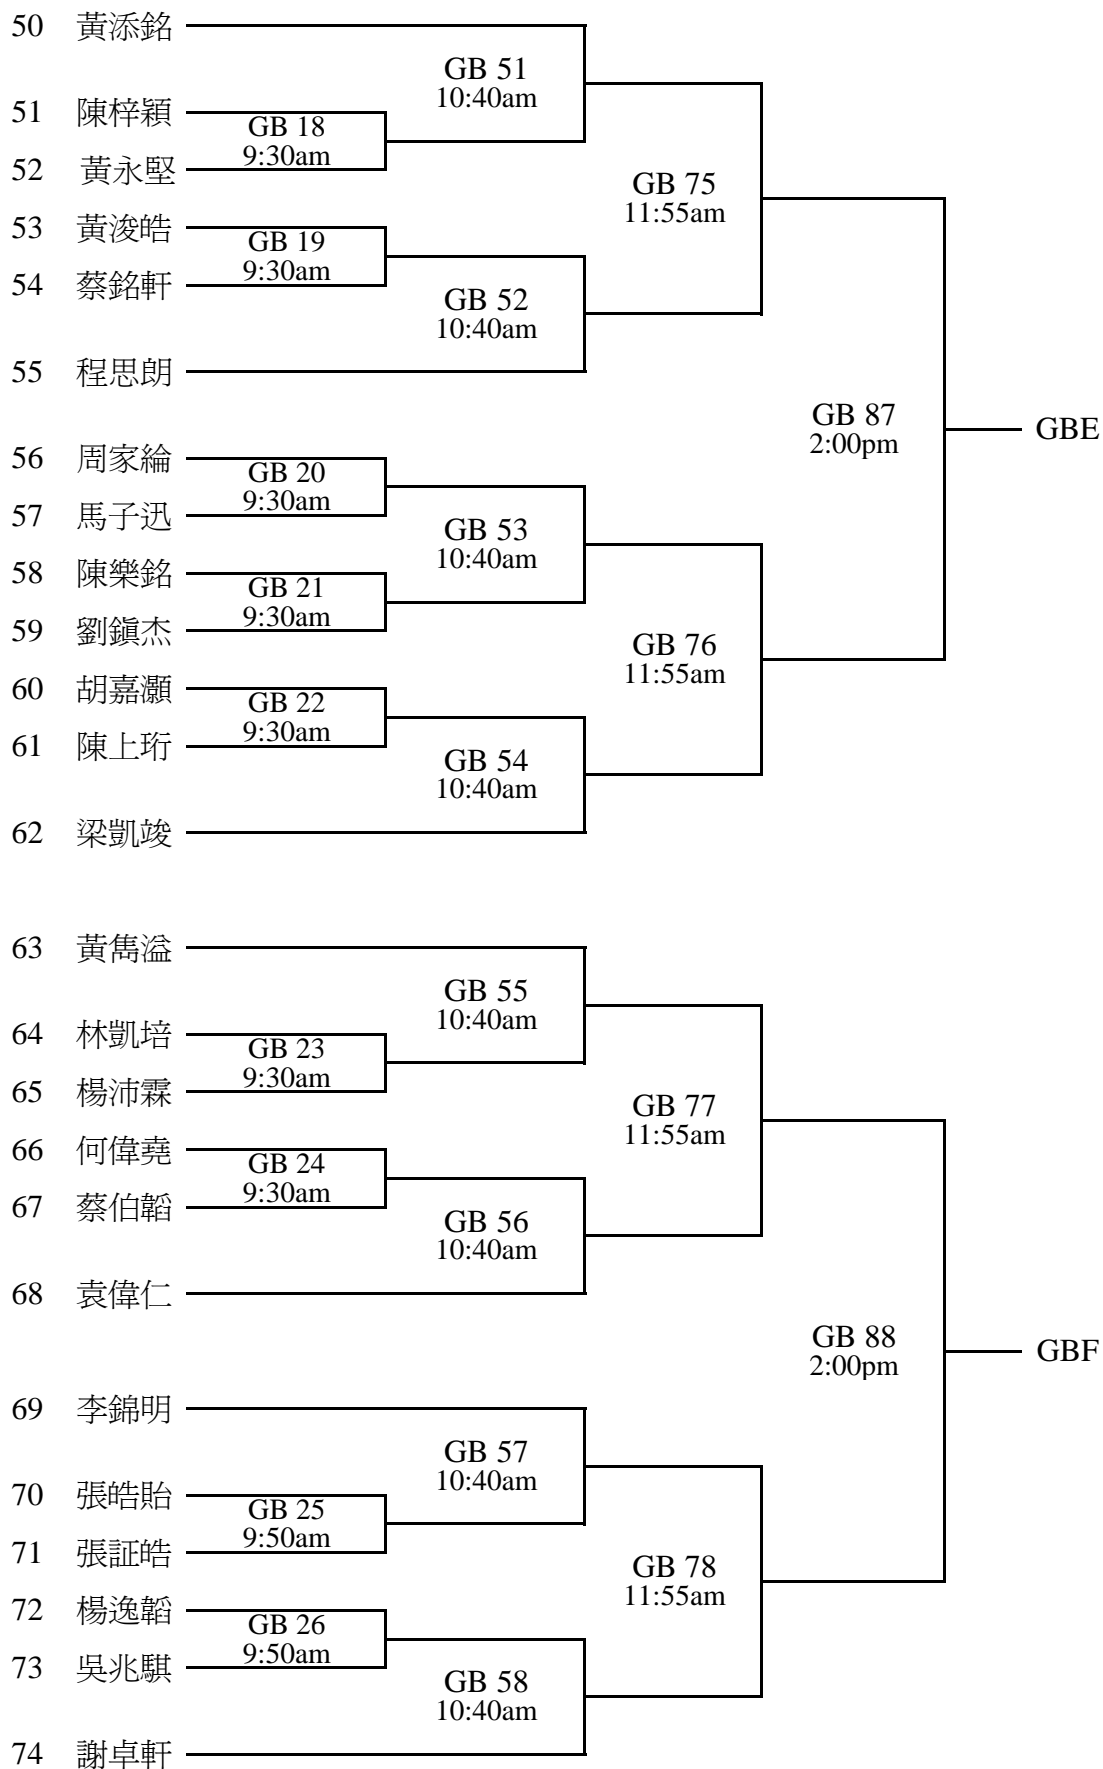 50 黃添銘
GB 51
10:40am
51 陳梓穎
GB 18
9:30am
52 黃永堅
GB 75
11:55am
53 黃浚皓
GB 19
9:30am
54 蔡銘軒
GB 52
10:40am
55 程思朗
GB 87
2:00pm
GBE
56 周家綸
GB 20
9:30am
57 馬子迅
GB 53
10:40am
58 陳樂銘
GB 21
9:30am
59 劉鎭杰
GB 76
11:55am
60 胡嘉灝
GB 22
9:30am
61 陳上珩
GB 54
10:40am
62 梁凱竣
63 黃雋溢
GB 55
10:40am
64 林凱培
GB 23
9:30am
65 楊沛霖
GB 77
11:55am
66 何偉堯
GB 24
9:30am
67 蔡伯韜
GB 56
10:40am
68 袁偉仁
GB 88
2:00pm
GBF
69 李錦明
GB 57
10:40am
70 張皓貽
GB 25
9:50am
71 張証皓
GB 78
11:55am
72 楊逸韜
GB 26
9:50am
73 吳兆騏
GB 58
10:40am
74 謝卓軒